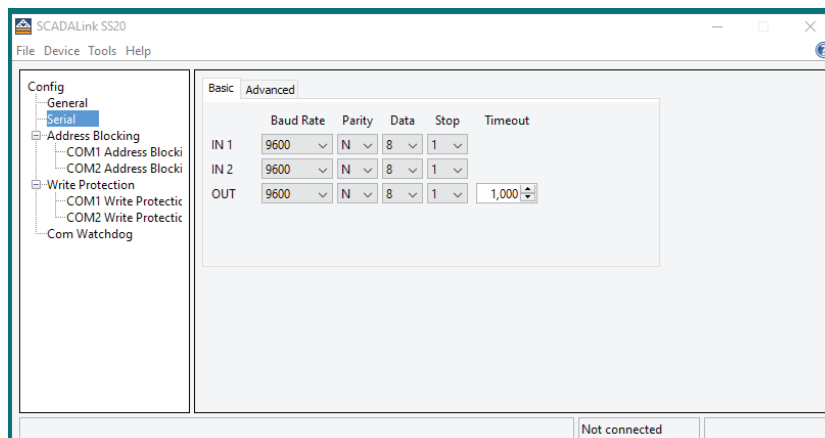 SCADALink SS20
File Device Tools Help
Config
General
Serial
Address Blocking
COM1 Address Blocki
COM2 Address Blocki
Write Protection
COM1 Write Protectic
COM2 Write Protectic
Com Watchdog
Basic Advanced
Baud Rate Parity Data Stop Timeout
IN 1 9600 N 8 1
IN 2 9600 N 8 1
OUT 9600 N 8 1 1,000
Not connected